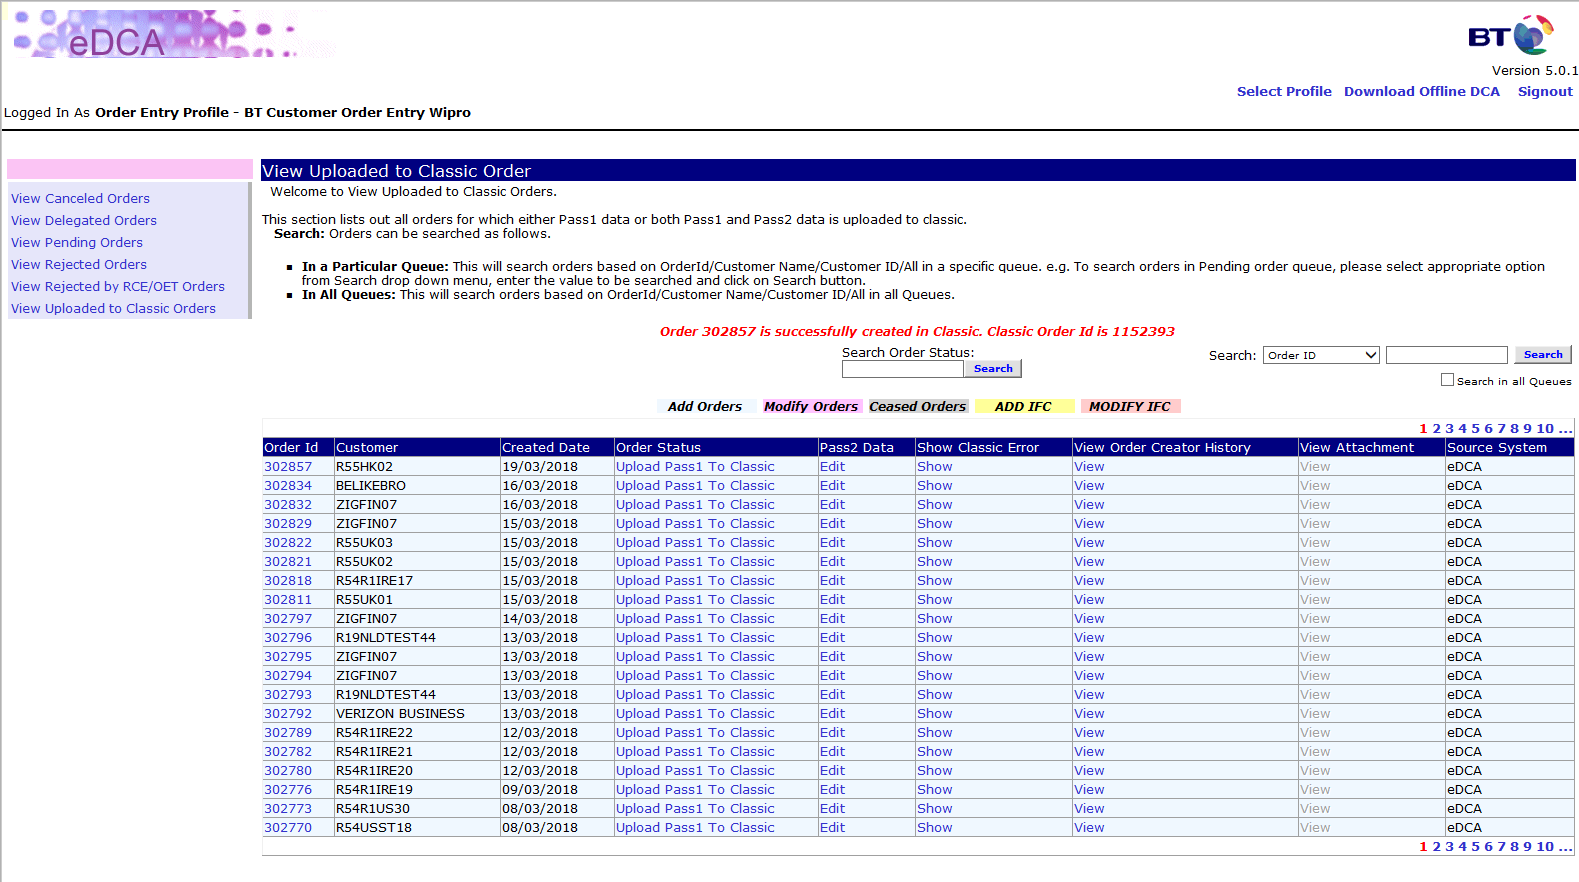 eDCA
BT
Version 5.0.1
Select Profile Download Offline DCA Signout
Logged In As Order Entry Profile - BT Customer Order Entry Wipro
View Canceled Orders
View Delegated Orders
View Pending Orders
View Rejected Orders
View Rejected by RCE/OET Orders
View Uploaded to Classic Orders
View Uploaded to Classic Order
Welcome to View Uploaded to Classic Orders.
This section lists out all orders for which either Pass1 data or both Pass1 and Pass2 data is uploaded to classic.
Search: Orders can be searched as follows.
▪ In a Particular Queue: This will search orders based on OrderId/Customer Name/Customer ID/All in a specific queue. e.g. To search orders in Pending order queue, please select appropriate option
from Search drop down menu, enter the value to be searched and click on Search button.
▪ In All Queues: This will search orders based on OrderId/Customer Name/Customer ID/All in all Queues.
Order 302857 is successfully created in Classic. Classic Order Id is 1152393
Search Order Status:
Search
Search: Order ID Search
Search in all Queues
Add Orders Modify Orders Ceased Orders ADD IFC MODIFY IFC
1 2 3 4 5 6 7 8 9 10 ...
Order Id Customer Created Date Order Status Pass2 Data Show Classic Error View Order Creator History View Attachment Source System
302857 R55HK02 19/03/2018 Upload Pass1 To Classic Edit Show View View eDCA
302834 BELIKEBRO 16/03/2018 Upload Pass1 To Classic Edit Show View View eDCA
302832 ZIGFIN07 16/03/2018 Upload Pass1 To Classic Edit Show View View eDCA
302829 ZIGFIN07 15/03/2018 Upload Pass1 To Classic Edit Show View View eDCA
302822 R55UK03 15/03/2018 Upload Pass1 To Classic Edit Show View View eDCA
302821 R55UK02 15/03/2018 Upload Pass1 To Classic Edit Show View View eDCA
302818 R54R1IRE17 15/03/2018 Upload Pass1 To Classic Edit Show View View eDCA
302811 R55UK01 15/03/2018 Upload Pass1 To Classic Edit Show View View eDCA
302797 ZIGFIN07 14/03/2018 Upload Pass1 To Classic Edit Show View View eDCA
302796 R19NLDTEST44 13/03/2018 Upload Pass1 To Classic Edit Show View View eDCA
302795 ZIGFIN07 13/03/2018 Upload Pass1 To Classic Edit Show View View eDCA
302794 ZIGFIN07 13/03/2018 Upload Pass1 To Classic Edit Show View View eDCA
302793 R19NLDTEST44 13/03/2018 Upload Pass1 To Classic Edit Show View View eDCA
302792 VERIZON BUSINESS 13/03/2018 Upload Pass1 To Classic Edit Show View View eDCA
302789 R54R1IRE22 12/03/2018 Upload Pass1 To Classic Edit Show View View eDCA
302782 R54R1IRE21 12/03/2018 Upload Pass1 To Classic Edit Show View View eDCA
302780 R54R1IRE20 12/03/2018 Upload Pass1 To Classic Edit Show View View eDCA
302776 R54R1IRE19 09/03/2018 Upload Pass1 To Classic Edit Show View View eDCA
302773 R54R1US30 08/03/2018 Upload Pass1 To Classic Edit Show View View eDCA
302770 R54USST18 08/03/2018 Upload Pass1 To Classic Edit Show View View eDCA
1 2 3 4 5 6 7 8 9 10 ...